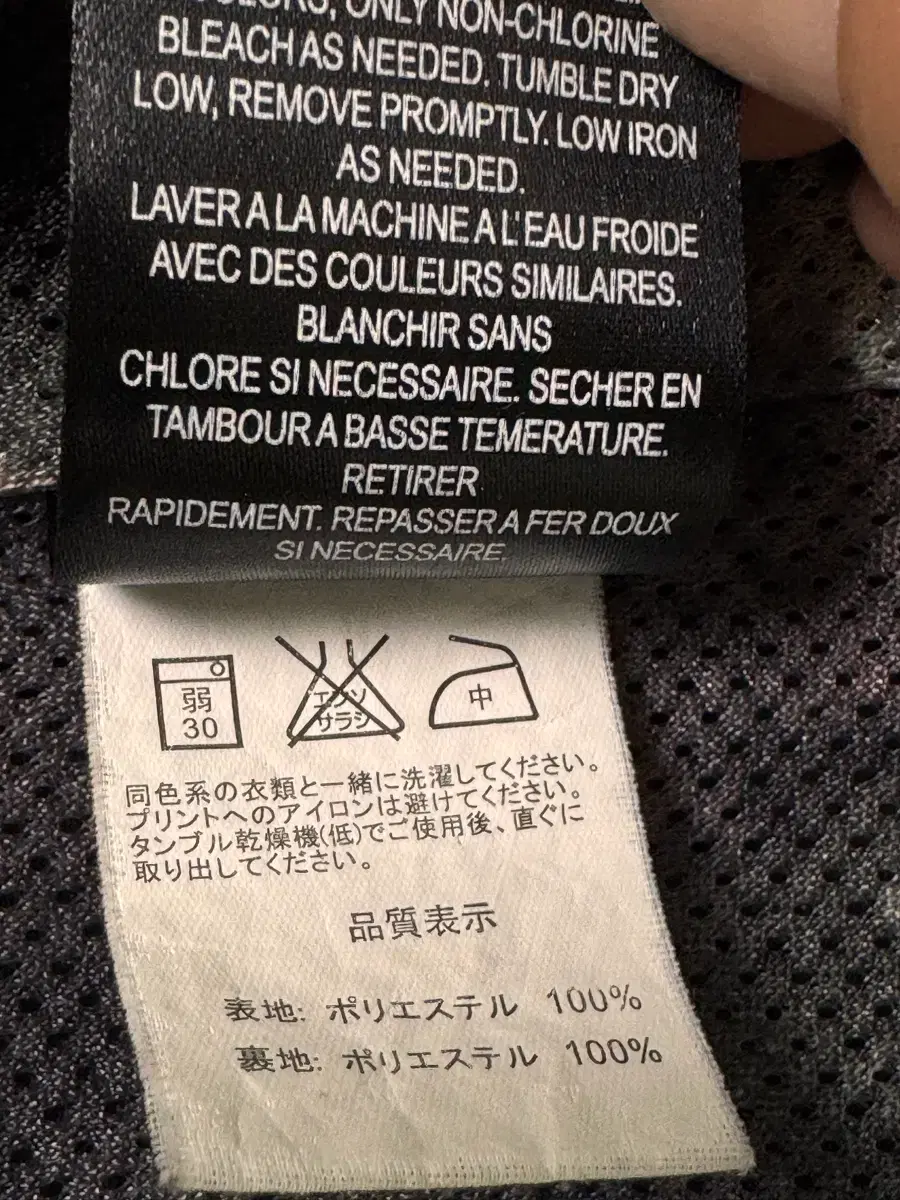 ONLY NON-CHLORINE
BLEACH AS NEEDED. TUMBLE DRY
LOW, REMOVE PROMPTLY. LOW IRON
AS NEEDED.
LAVER A LA MACHINE A L'EAU FROIDE
AVEC DES COULEURS SIMILAIRES.
BLANCHIR SANS
CHLORE SI NECESSAIRE. SECHER EN
TAMBOUR A BASSE TEMERATURE.
RETIRER
RAPIDEMENT. REPASSER A FER DOUX
SI NECESSAIRE.
弱
30
エンソ
サラシ
中
同色系の衣類と一緒に洗濯してください。
プリントへのアイロンは避けてください。
タンブル乾燥機(低)でご使用後、直ぐに
取り出してください。
品質表示
表地: ポリエステル 100%
裏地: ポリエステル 100%